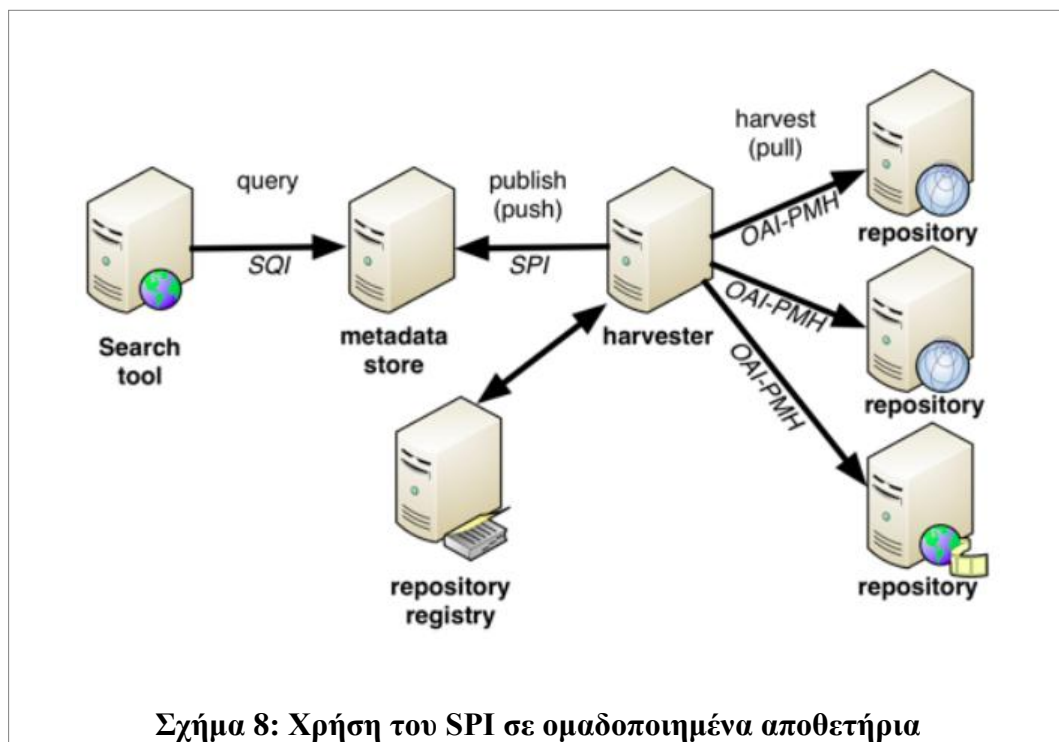 query
SQI
publish
(push)
SPI
harvest
(pull)
OAI-PMH
OAI-PMH
OAI-PMH
Search
tool
metadata
store
harvester
repository
repository
repository
repository
registry
Σχήμα 8: Χρήση του SPI σε ομαδοποιημένα αποθετήρια